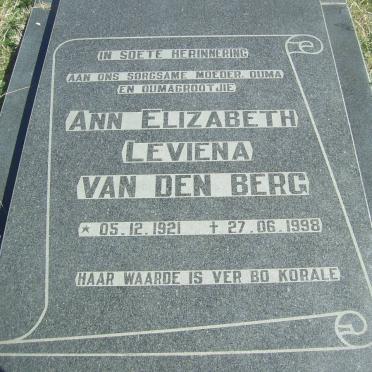 IN SOETE HERINNERING
AAN ONS SORGSAME MOEDER, OUMA
EN OUMAGROOTJIE
ANN ELIZABETH
LEVIENA
VAN DEN BERG
* 05.12.1921 + 27.06.1998
HAAR WAARDE IS VER BO KORALE